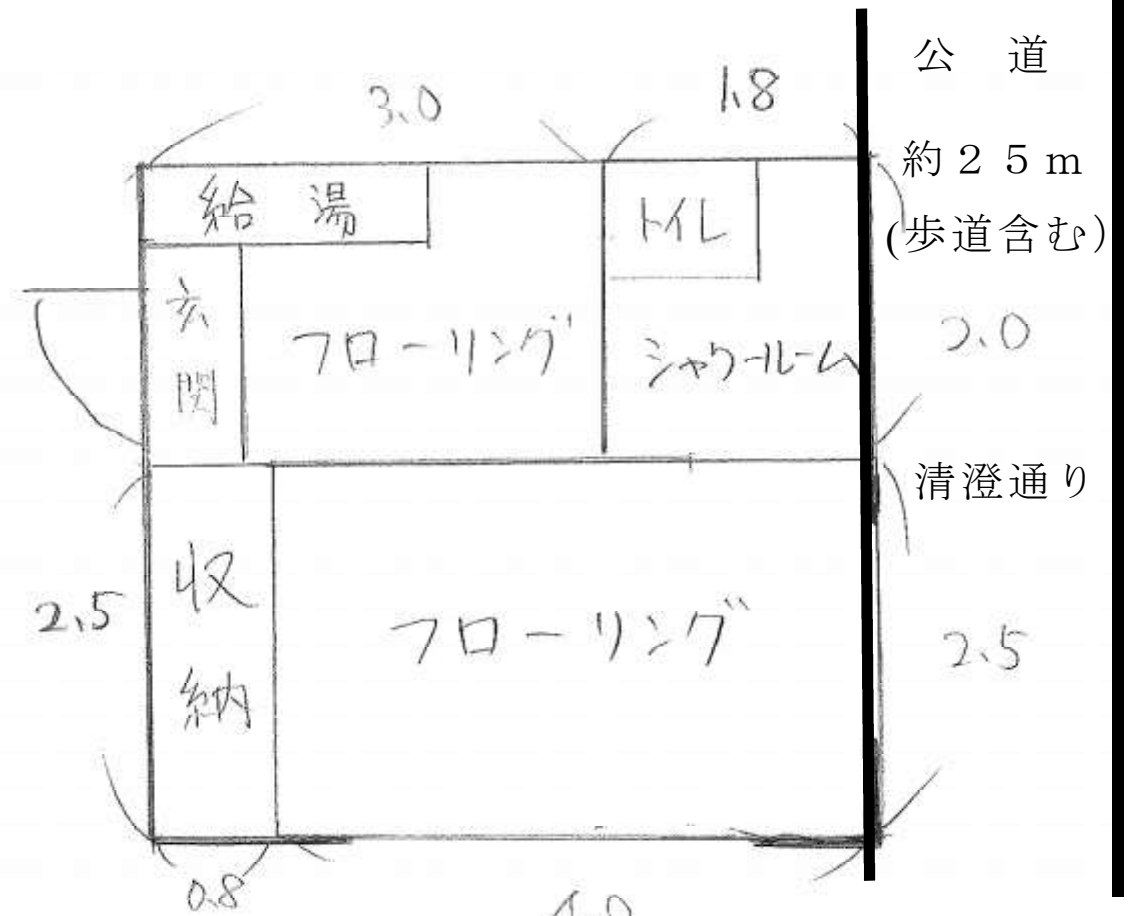 公　道
3.0
1.8
約２５ｍ
(歩道含む)
給　湯
トイレ
玄関
フローリング
シャワールーム
2.0
清澄通り
収納
2.5
フローリング
2.5
0.8